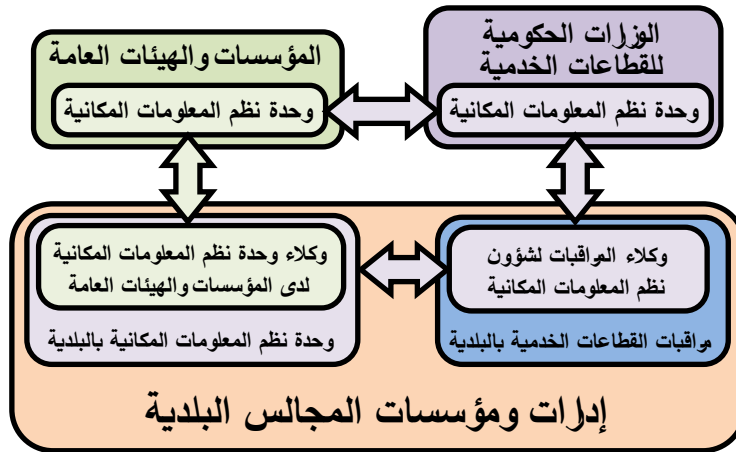 الوزارات الحكومية
للقطاعات الخدمية
وحدة نظم المعلومات المكانية
المؤسسات والهيئات العامة
وحدة نظم المعلومات المكانية
وكلاء المراقبات لشؤون
نظم المعلومات المكانية
مراقبات القطاعات الخدمية بالبلدية
وكلاء وحدة نظم المعلومات المكانية
لدى المؤسسات والهيئات العامة
وحدة نظم المعلومات المكانية بالبلدية
إدارات ومؤسسات المجالس البلدية